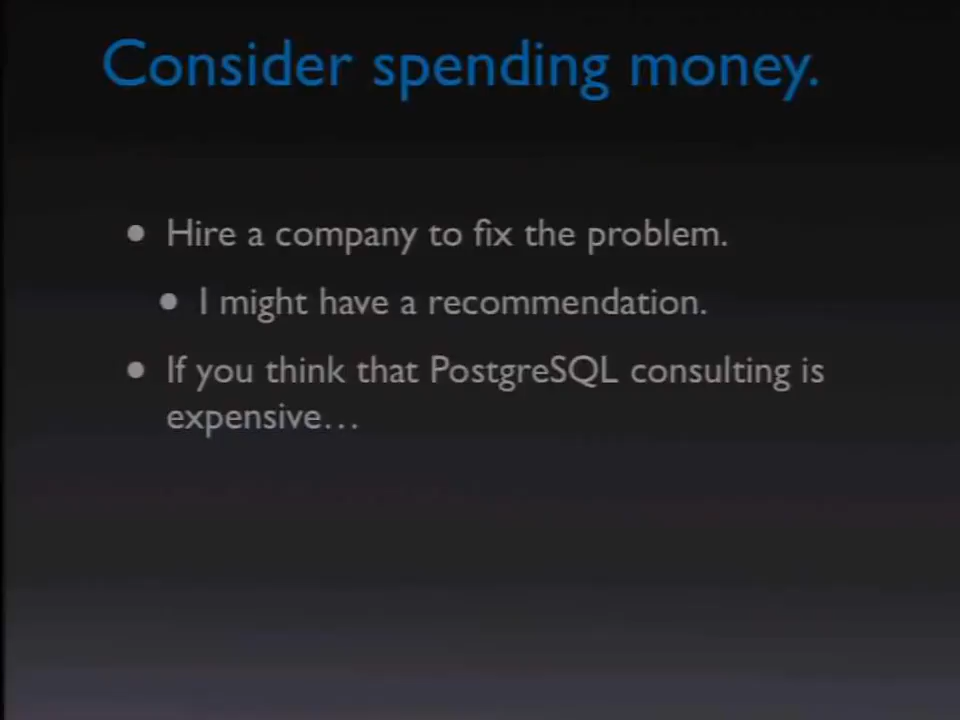 Consider spending money.
• Hire a company to fix the problem.
• I might have a recommendation.
• If you think that PostgreSQL consulting is
expensive…